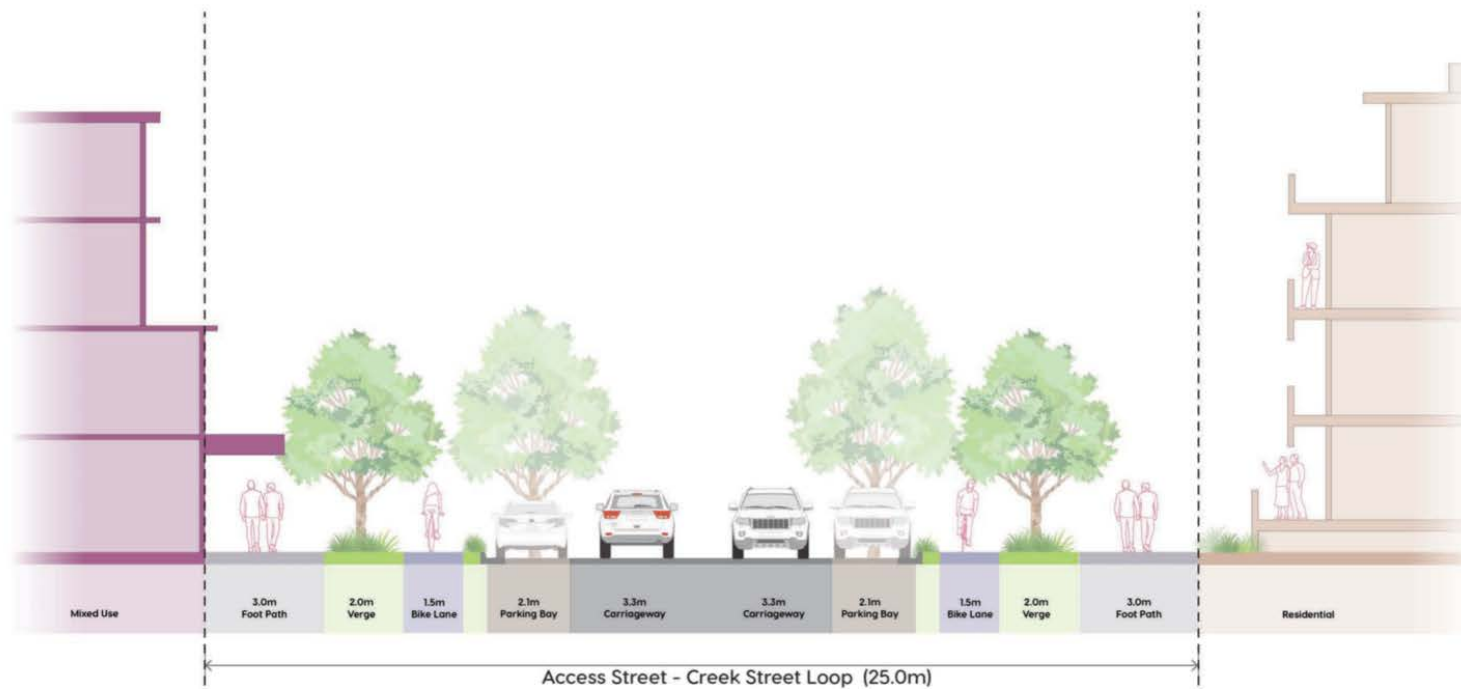 Mixed Use
3.0m
Foot Path
2.0m
Verge
1.5m
Bike Lane
2.1m
Parking Bay
3.3m
Carriageway
3.3m
Carriageway
2.1m
Parking Bay
1.5m
Bike Lane
2.0m
Verge
3.0m
Foot Path
Residential
Access Street - Creek Street Loop (25.0m)